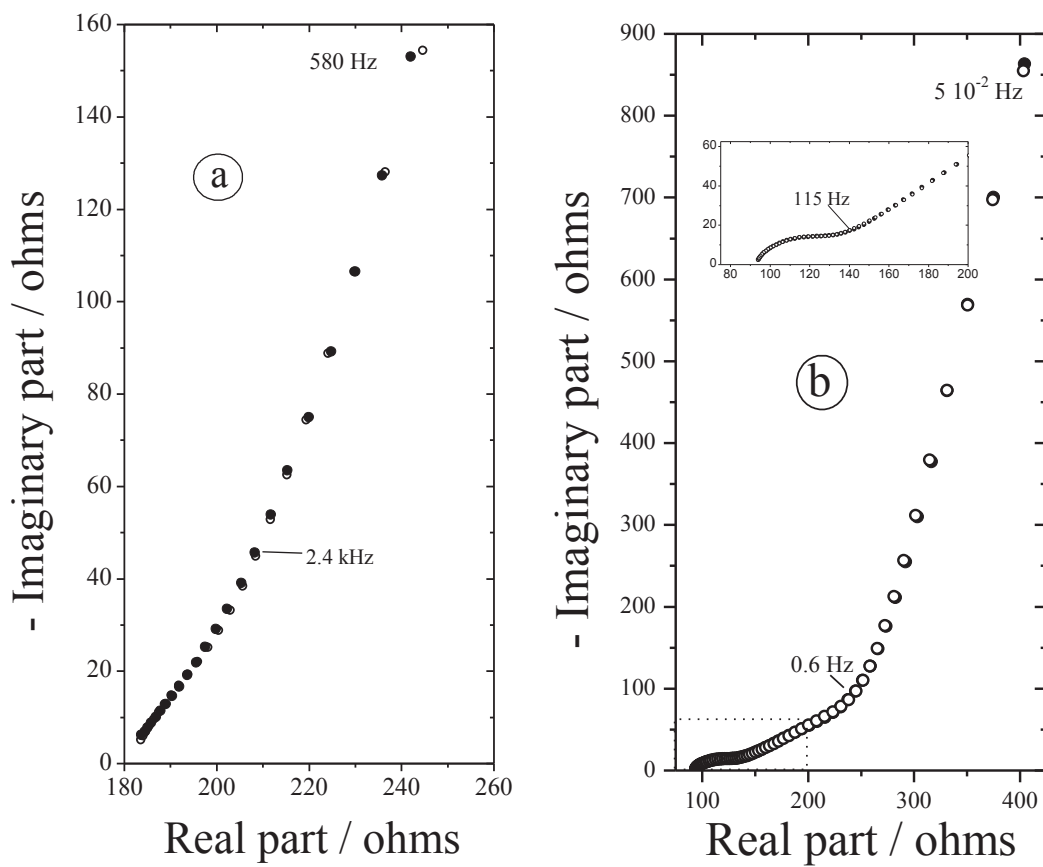 160
140
120
100
80
60
40
20
0
180 200 220 240 260
- Imaginary part / ohms
Real part / ohms
580 Hz
a
2.4 kHz
900
800
700
600
500
400
300
200
100
0
100 200 300 400
- Imaginary part / ohms
Real part / ohms
5 10⁻² Hz
60
40
20
0
80 100 120 140 160 180 200
115 Hz
b
0.6 Hz